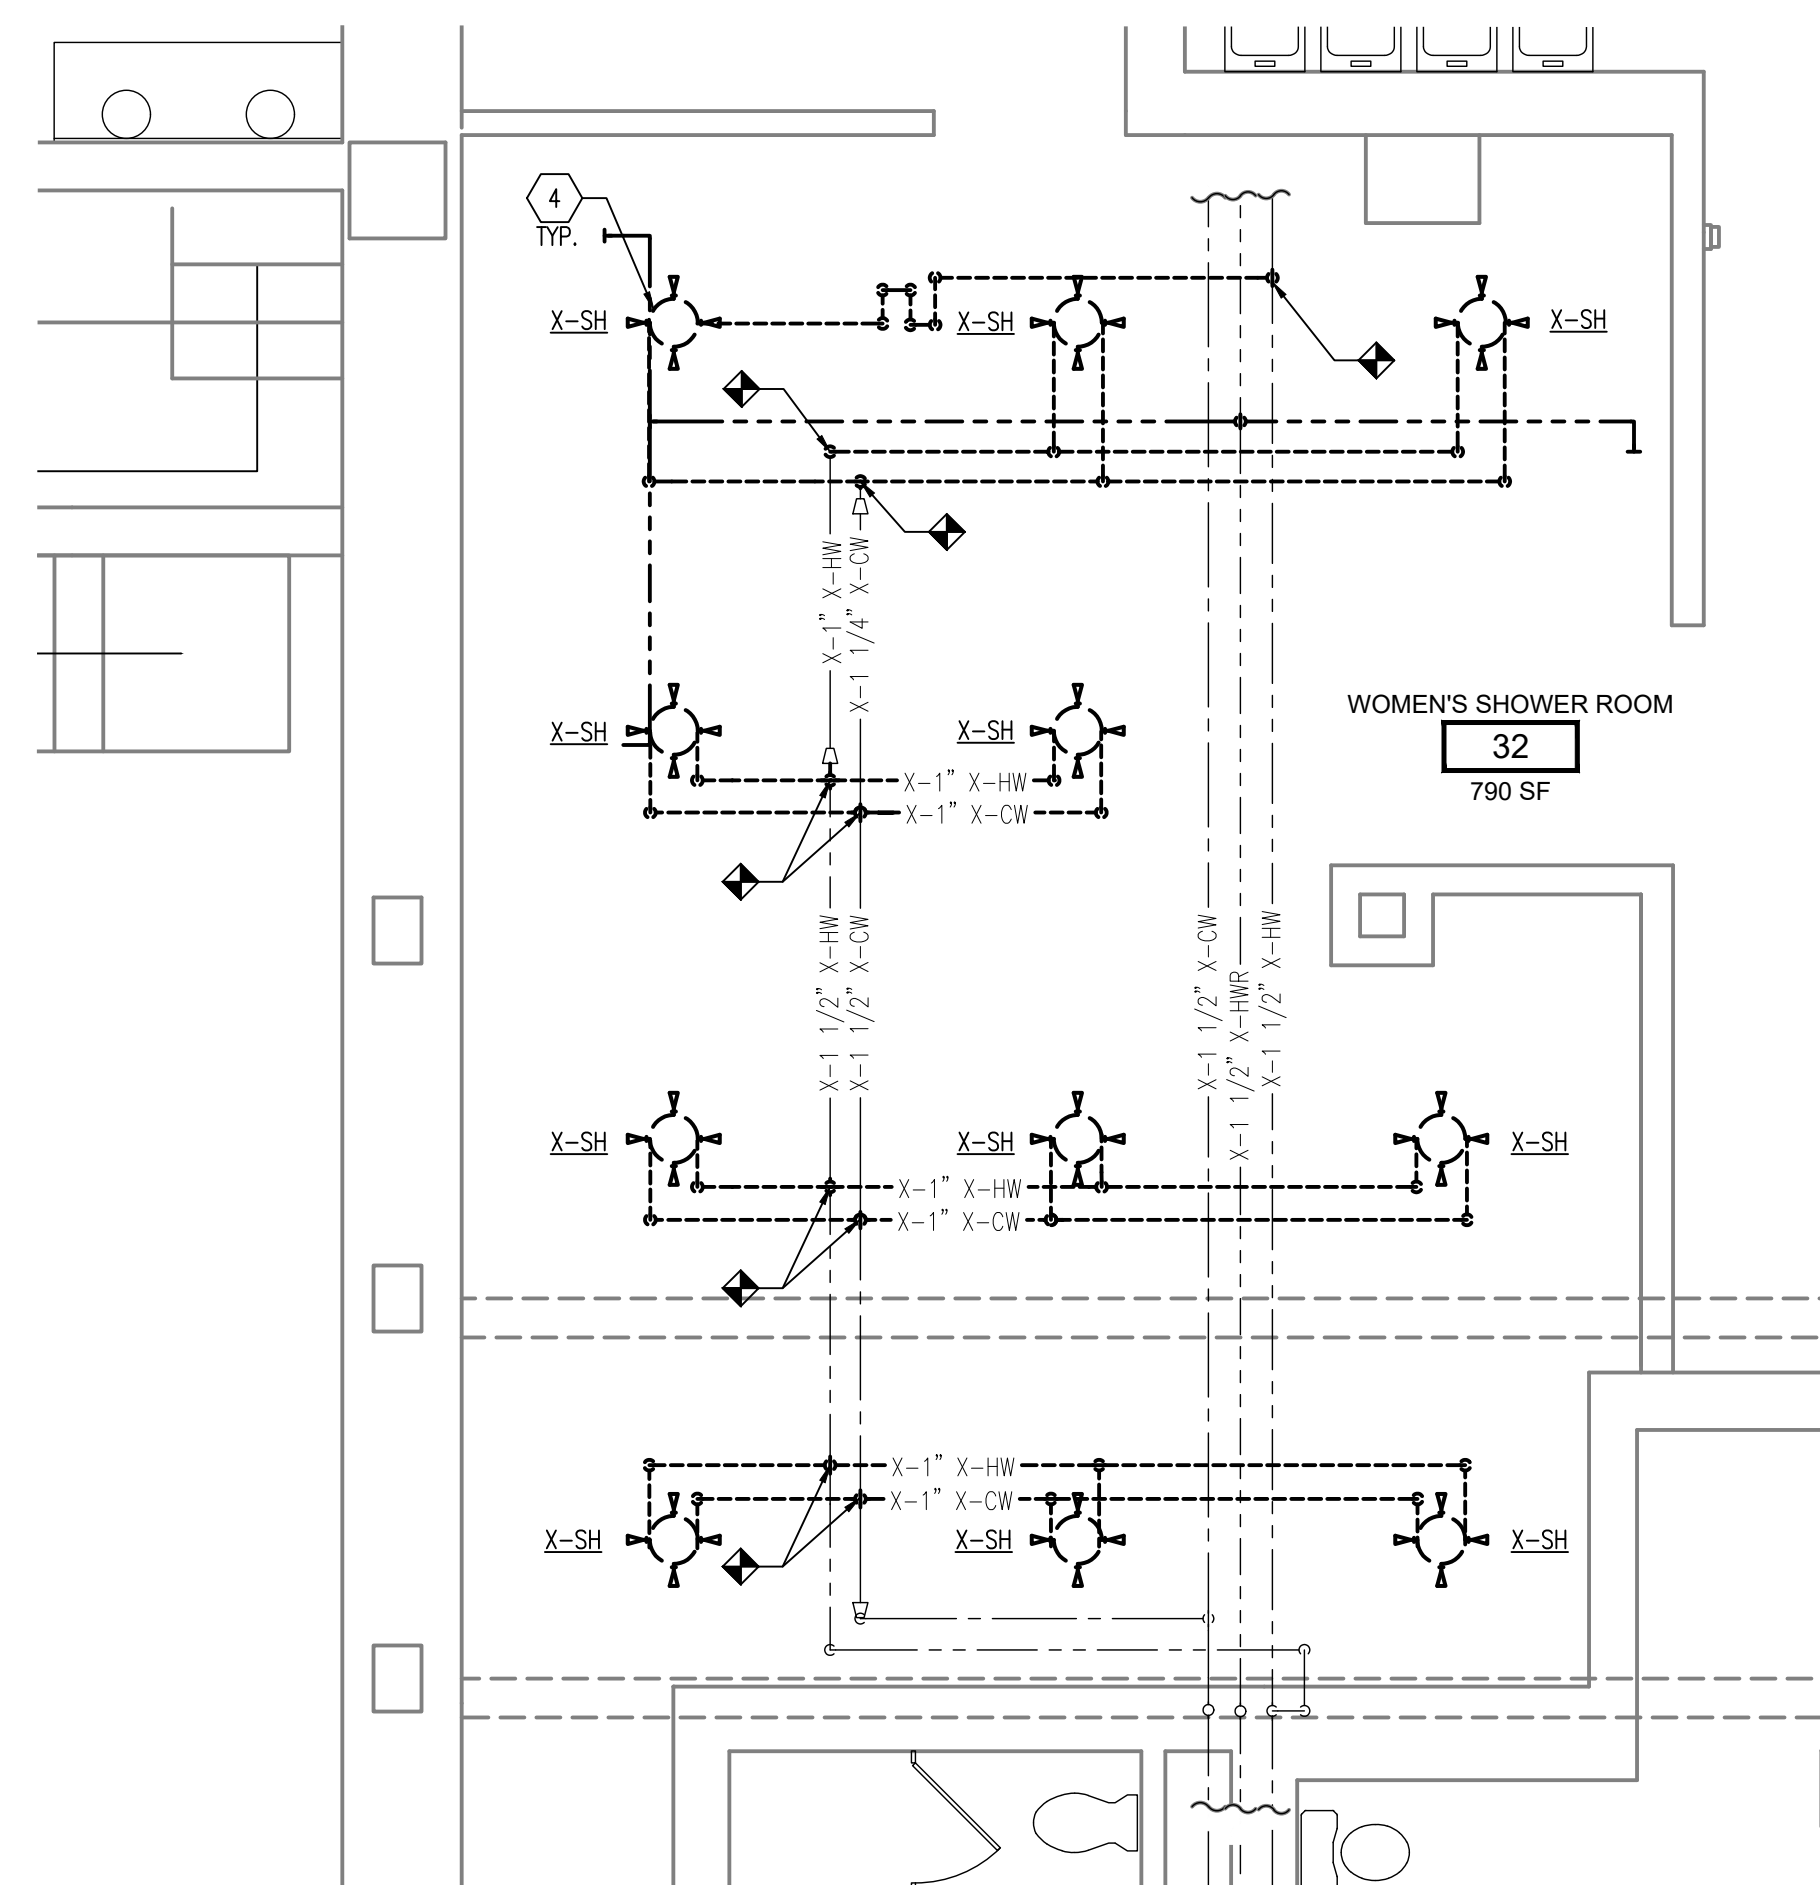 4
TYP.
X-SH
X-SH
X-SH
X-1" X-HW
X-1 1/4" X-CW
X-SH
X-SH
WOMEN'S SHOWER ROOM
32
790 SF
X-1" X-HW
X-1" X-CW
X-1 1/2" X-HW
X-1 1/2" X-CW
X-1 1/2" X-CW
X-1 1/2" X-HWR
X-1 1/2" X-HW
X-SH
X-SH
X-SH
X-1" X-HW
X-1" X-CW
X-1" X-HW
X-1" X-CW
X-SH
X-SH
X-SH